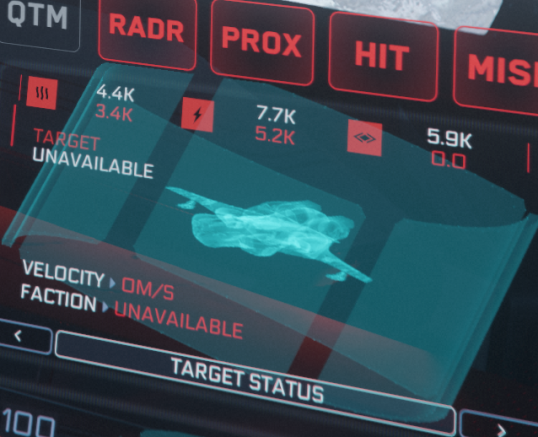 QTM
RADR
PROX
HIT
4.4K
3.4K
7.7K
5.2K
5.9K
0.0
TARGET
UNAVAILABLE
VELOCITY 0M/S
FACTION UNAVAILABLE
<
TARGET STATUS
>
100